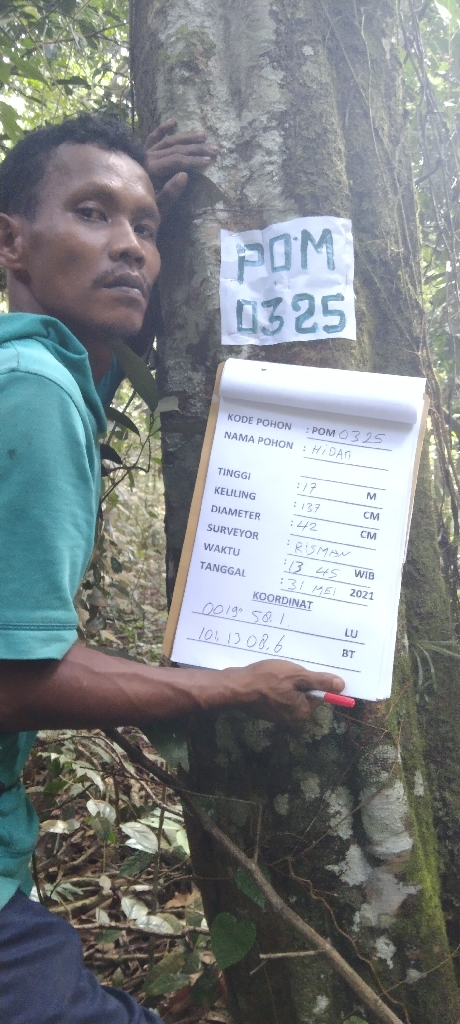 POM
0325
KODE POHON : POM 0325
NAMA POHON : HIDAN
TINGGI : 17 M
KELILING : 137 CM
DIAMETER : 42 CM
SURVEYOR : RISMAN
WAKTU : 13 45 WIB
TANGGAL : 31 MEI 2021
KOORDINAT
0019° 58.1 LU
101 13 08,6 BT